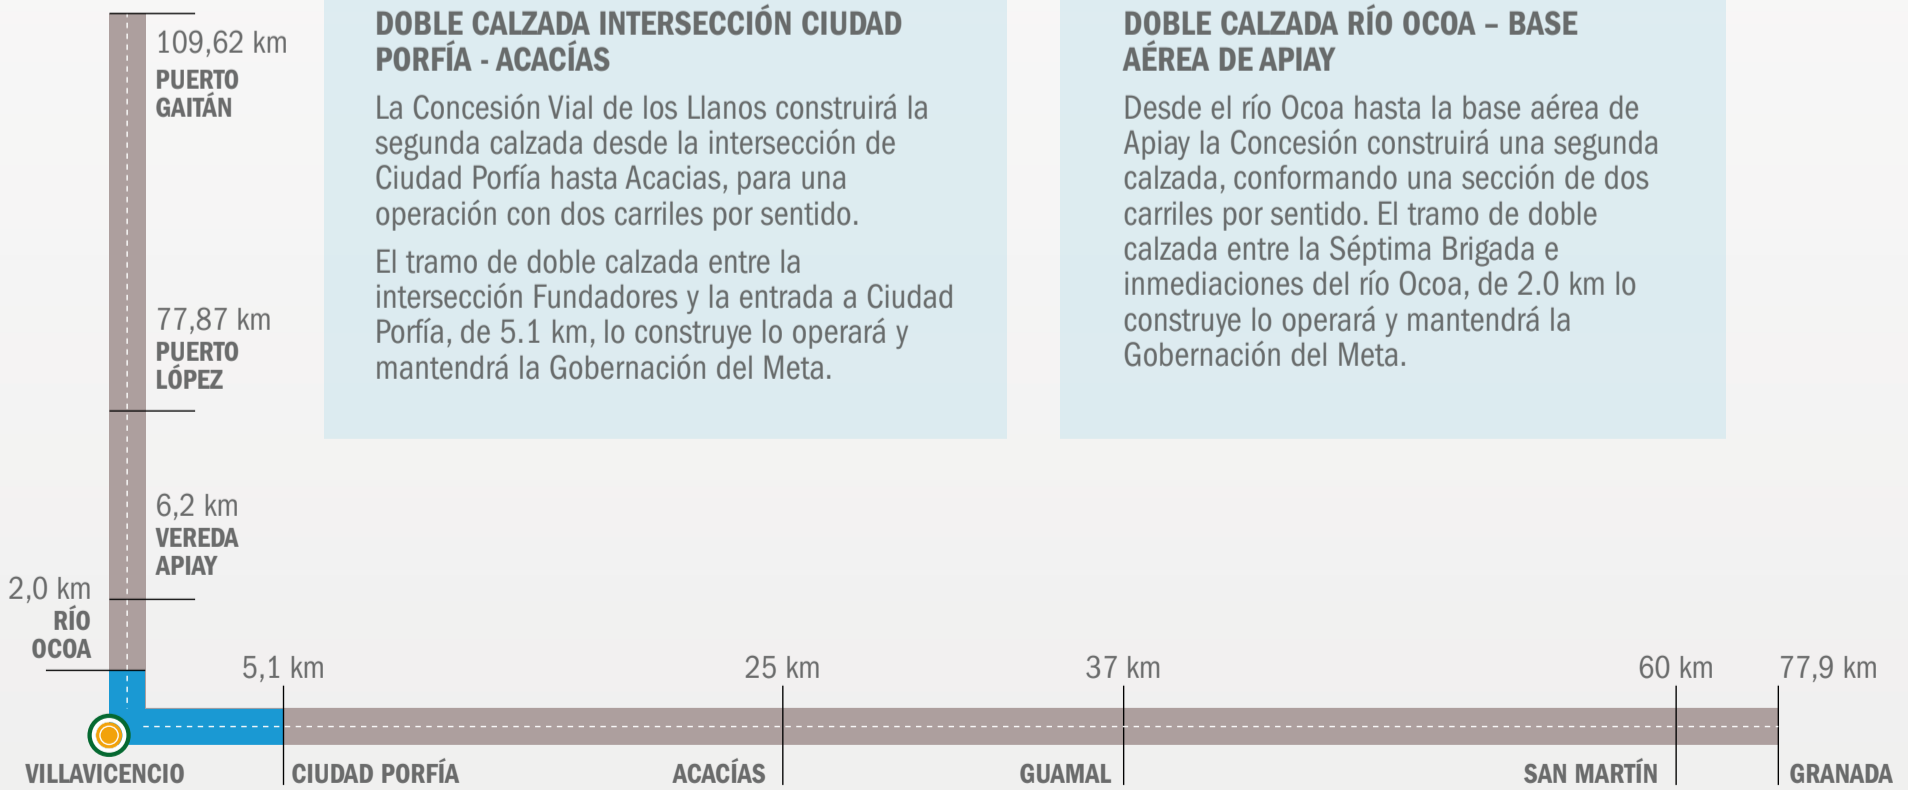 109,62 km
PUERTO
GAITÁN
77,87 km
PUERTO
LÓPEZ
6,2 km
VEREDA
APIAY
2,0 km
RÍO
OCOA
DOBLE CALZADA INTERSECCIÓN CIUDAD
PORFÍA - ACACÍAS
La Concesión Vial de los Llanos construirá la
segunda calzada desde la intersección de
Ciudad Porfía hasta Acacias, para una
operación con dos carriles por sentido.
El tramo de doble calzada entre la
intersección Fundadores y la entrada a Ciudad
Porfía, de 5.1 km, lo construye lo operará y
mantendrá la Gobernación del Meta.
DOBLE CALZADA RÍO OCOA – BASE
AÉREA DE APIAY
Desde el río Ocoa hasta la base aérea de
Apiay la Concesión construirá una segunda
calzada, conformando una sección de dos
carriles por sentido. El tramo de doble
calzada entre la Séptima Brigada e
inmediaciones del río Ocoa, de 2.0 km lo
construye lo operará y mantendrá la
Gobernación del Meta.
5,1 km
25 km
37 km
60 km
77,9 km
VILLAVICENCIO
CIUDAD PORFÍA
ACACÍAS
GUAMAL
SAN MARTÍN
GRANADA